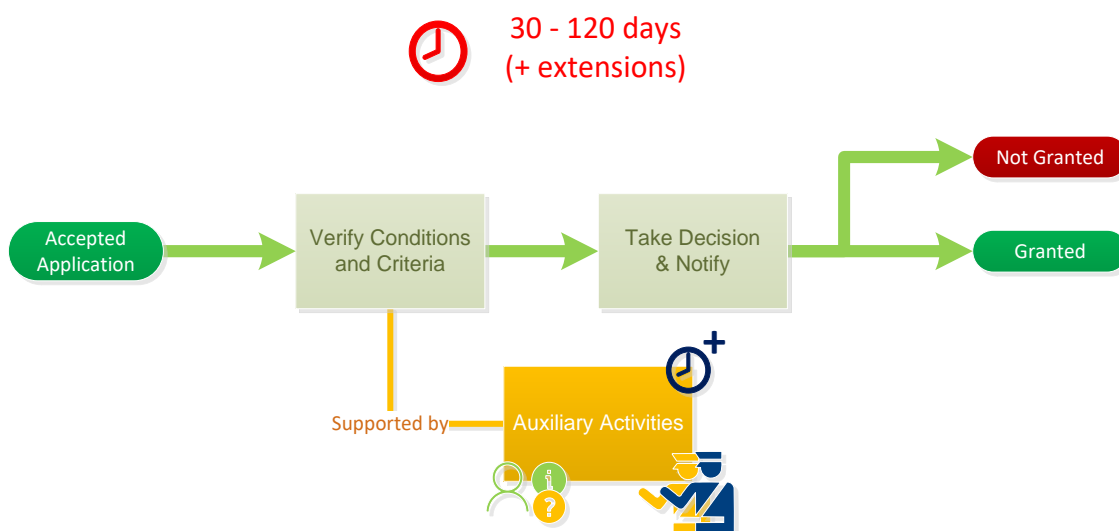 30 - 120 days
(+ extensions)
Not Granted
Accepted
Application
Verify Conditions
and Criteria
Take Decision
& Notify
Granted
Supported by
Auxiliary Activities
i
?